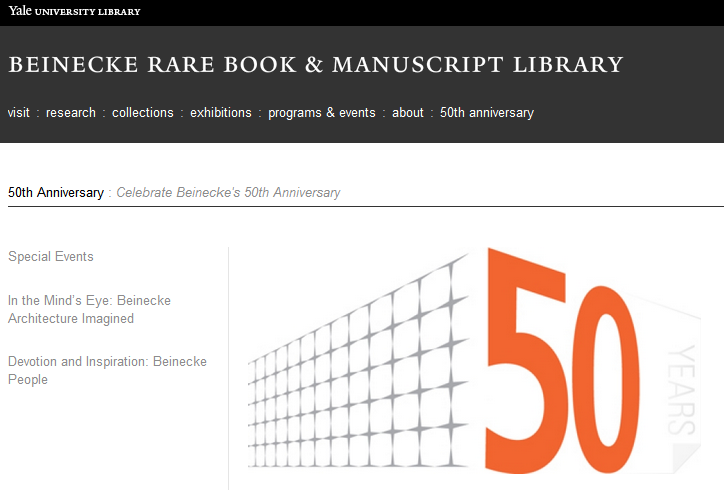 Yale UNIVERSITY LIBRARY
BEINECKE RARE BOOK & MANUSCRIPT LIBRARY
visit : research : collections : exhibitions : programs & events : about : 50th anniversary
50th Anniversary : Celebrate Beinecke's 50th Anniversary
Special Events
In the Mind's Eye: Beinecke
Architecture Imagined
Devotion and Inspiration: Beinecke
People
50
YEARS